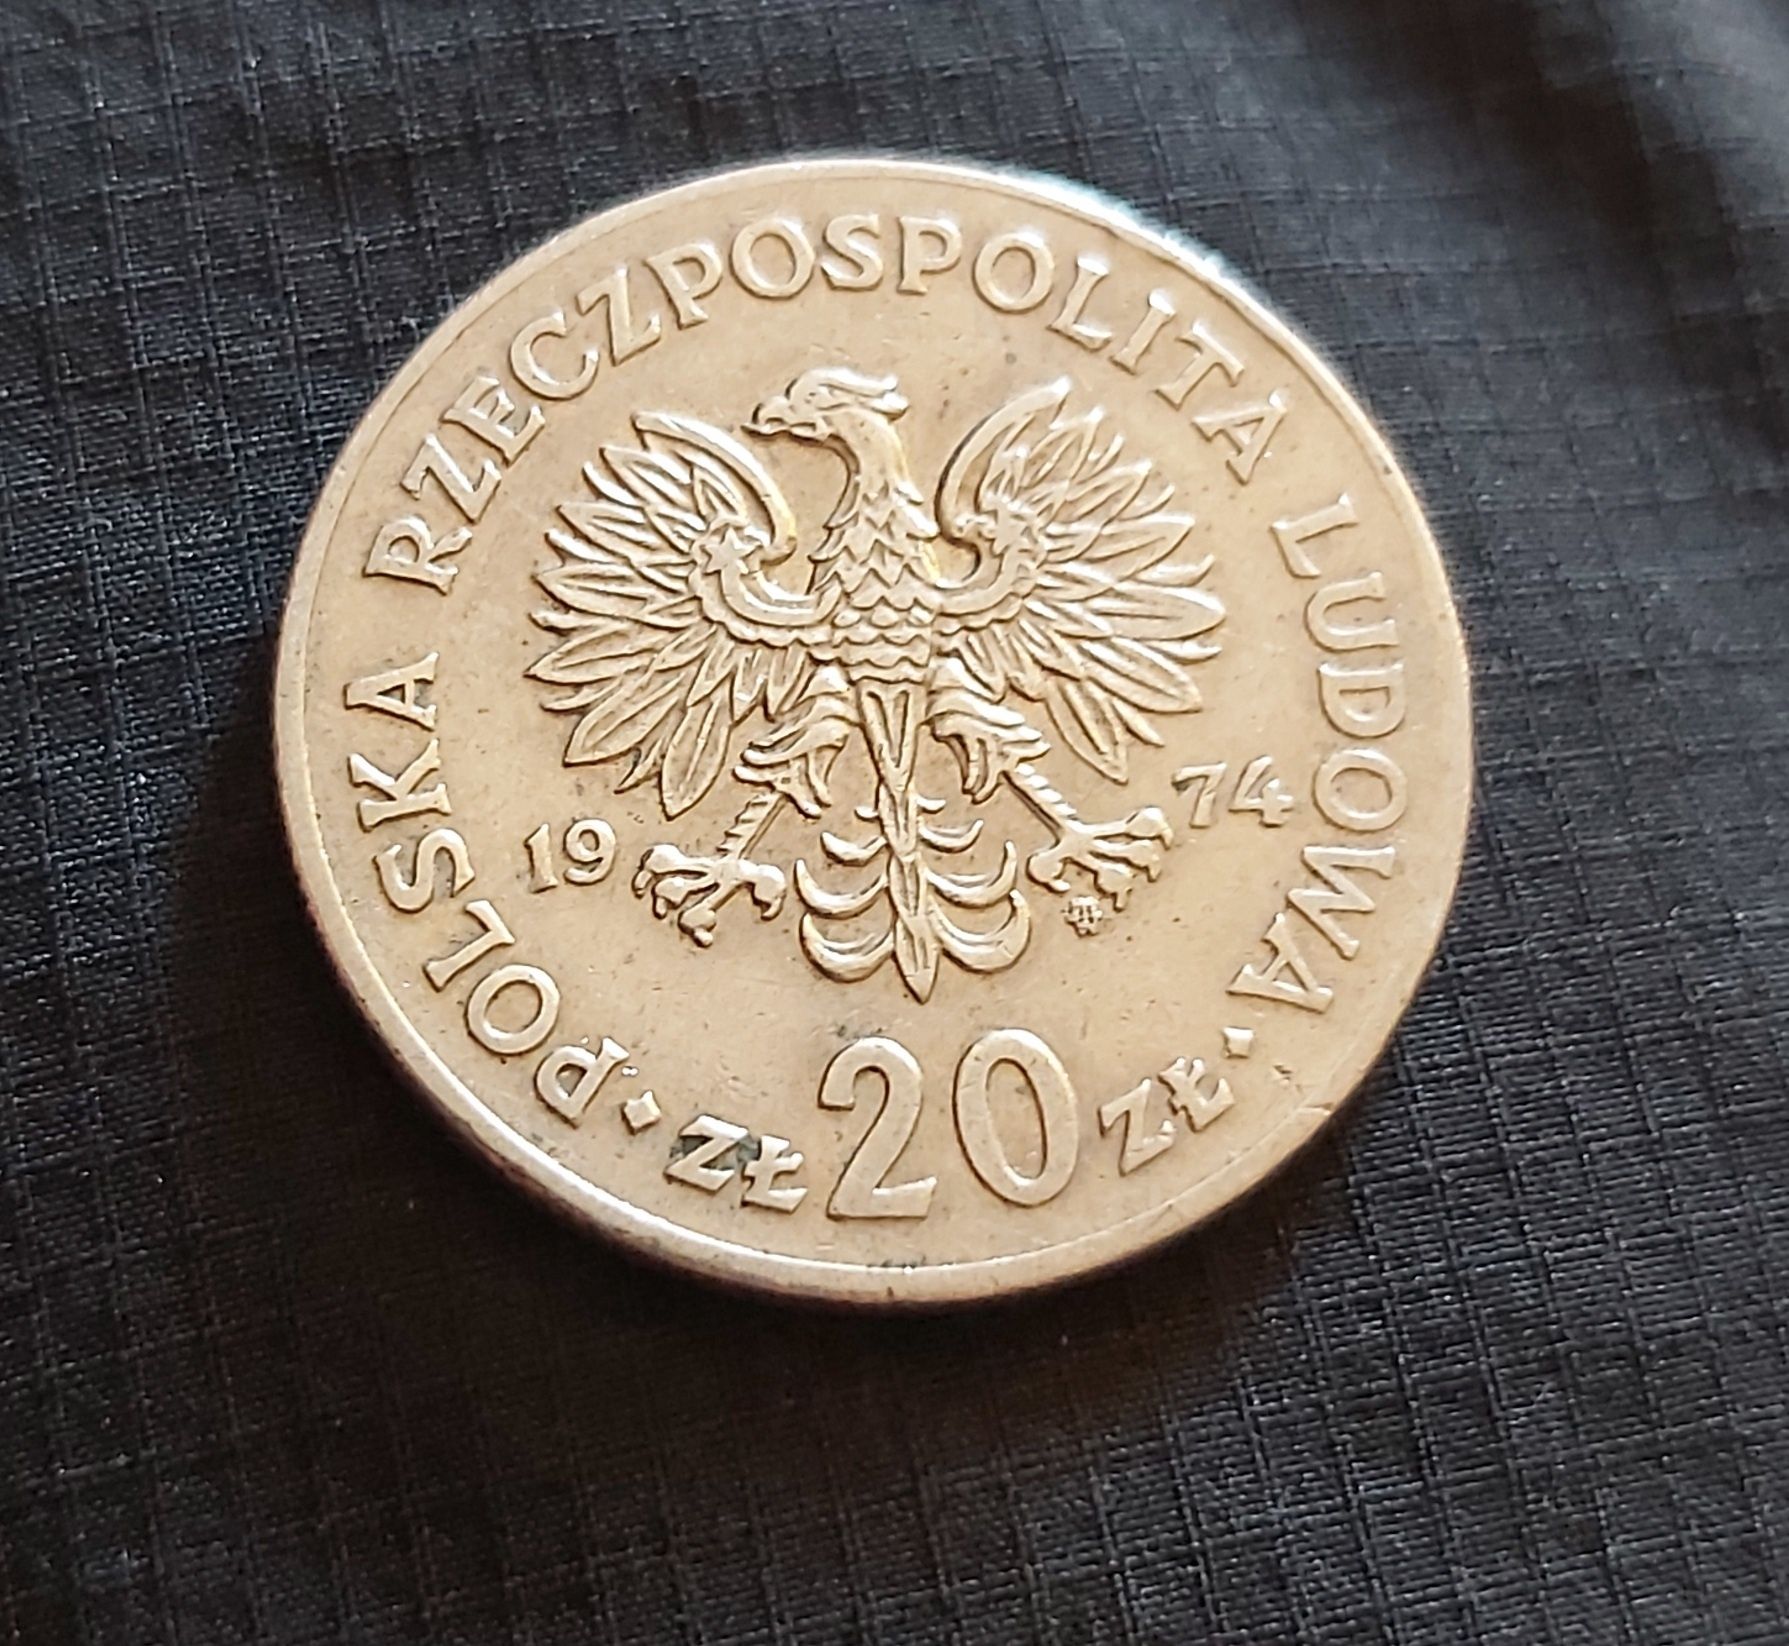 POLSKA RZECZPOSPOLITA LUDOWA
19 74
ZŁ 20 ZŁ